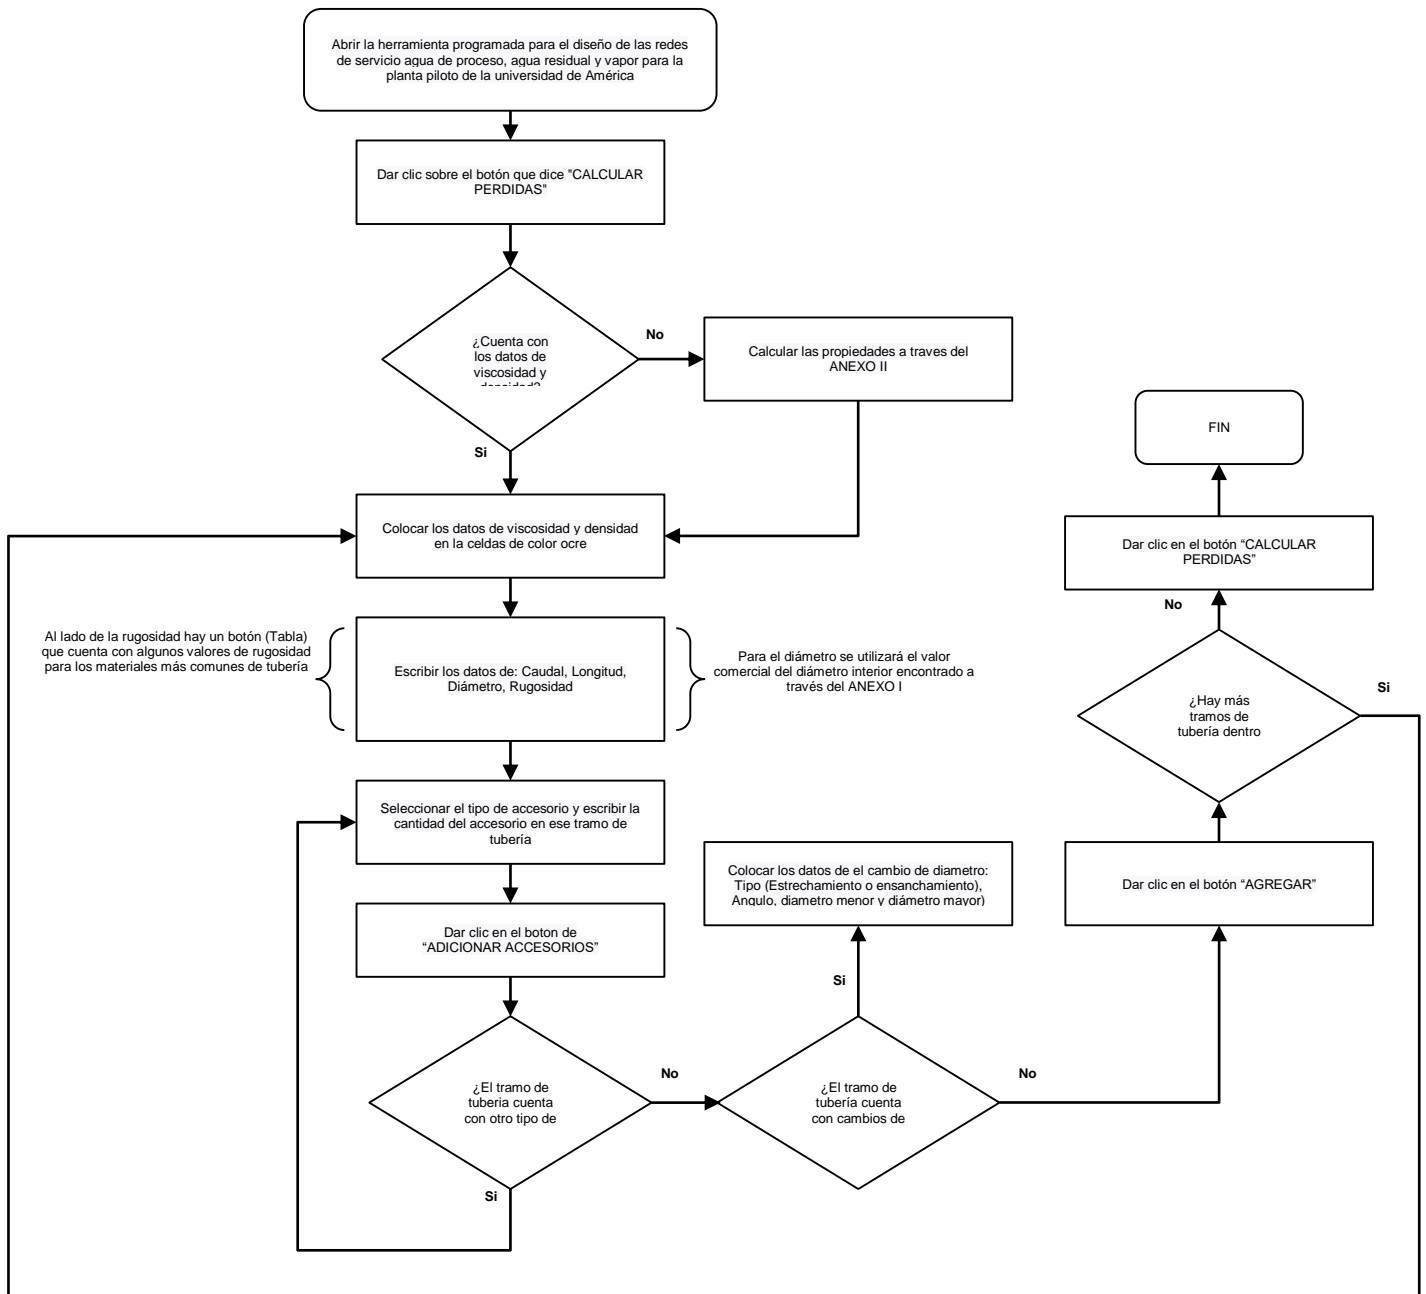 Abrir la herramienta programada para el diseño de las redes
de servicio agua de proceso, agua residual y vapor para la
planta piloto de la universidad de América
Dar clic sobre el botón que dice "CALCULAR
PERDIDAS"
¿Cuenta con
los datos de
viscosidad y
densidad?
No
Calcular las propiedades a traves del
ANEXO II
Si
Colocar los datos de viscosidad y densidad
en la celdas de color ocre
Al lado de la rugosidad hay un botón (Tabla)
que cuenta con algunos valores de rugosidad
para los materiales más comunes de tubería
Escribir los datos de: Caudal, Longitud,
Diámetro, Rugosidad
Para el diámetro se utilizará el valor
comercial del diámetro interior encontrado a
través del ANEXO I
Seleccionar el tipo de accesorio y escribir la
cantidad del accesorio en ese tramo de
tubería
Dar clic en el boton de
“ADICIONAR ACCESORIOS”
¿El tramo de
tuberia cuenta
con otro tipo de
Si
No
Colocar los datos de el cambio de diametro:
Tipo (Estrechamiento o ensanchamiento),
Angulo, diametro menor y diámetro mayor)
Si
¿El tramo de
tubería cuenta
con cambios de
No
Dar clic en el botón “AGREGAR”
¿Hay más
tramos de
tubería dentro
Si
No
Dar clic en el botón “CALCULAR
PERDIDAS”
FIN